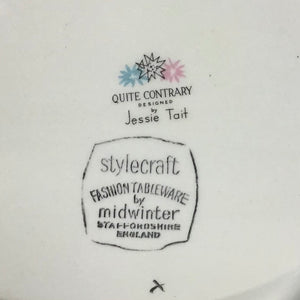 QUITE CONTRARY
DESIGNED
by
Jessie Tait
stylecraft
FASHION TABLEWARE
by
midwinter
STAFFORDSHIRE
ENGLAND